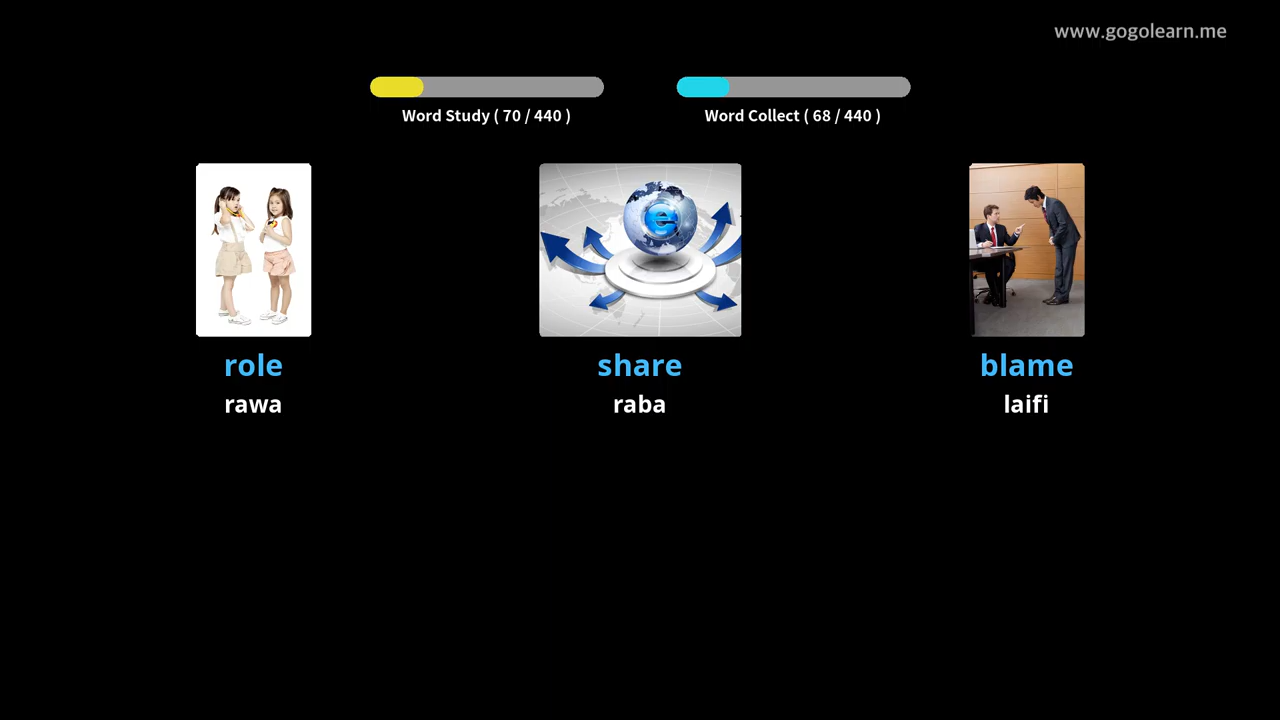 www.gogolearn.me
Word Study ( 70 / 440 )
Word Collect ( 68 / 440 )
e
role
share
blame
rawa
raba
laifi